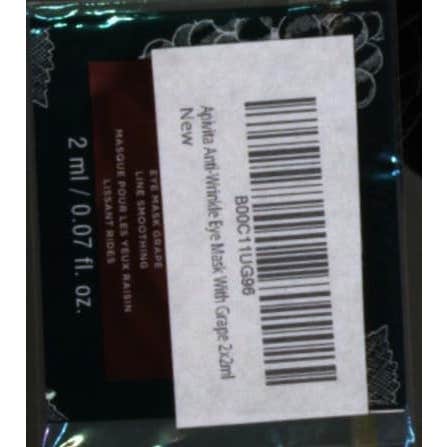 B00C11UG96
Apivita Anti-Wrinkle Eye Mask With Grape 2x2ml
New
EYE MASK GRAPE
LINE SMOOTHING
MASQUE POUR LES YEUX RAISIN
LISSANT RIDES
2 ml / 0.07 fl. oz.